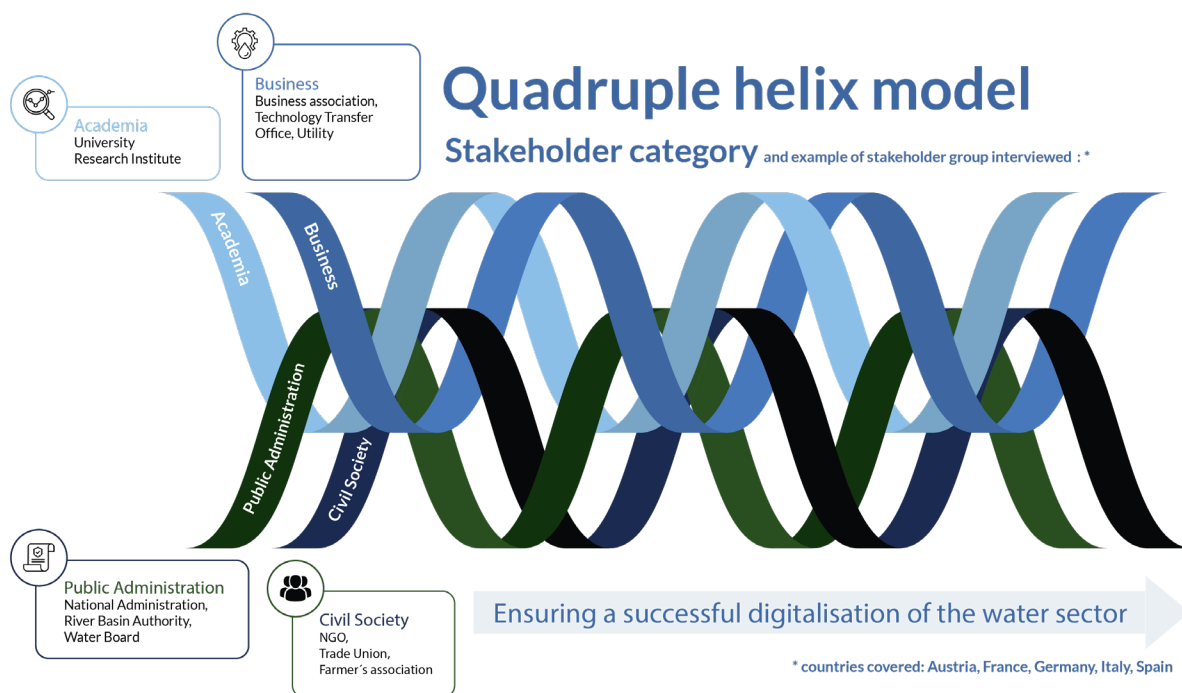 Quadruple helix model
Stakeholder category and example of stakeholder group interviewed : *
Business
Business association,
Technology Transfer
Office, Utility
Academia
University
Research Institute
Academia
Business
Public Administration
Civil Society
Public Administration
National Administration,
River Basin Authority,
Water Board
Civil Society
NGO,
Trade Union,
Farmer´s association
Ensuring a successful digitalisation of the water sector
* countries covered: Austria, France, Germany, Italy, Spain